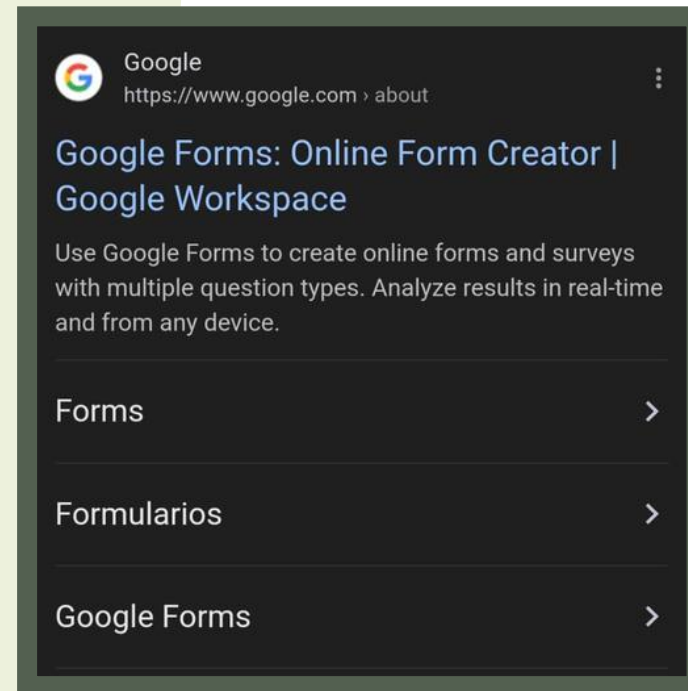 Google
https://www.google.com › about
Google Forms: Online Form Creator |
Google Workspace
Use Google Forms to create online forms and surveys
with multiple question types. Analyze results in real-time
and from any device.
Forms
Formularios
Google Forms